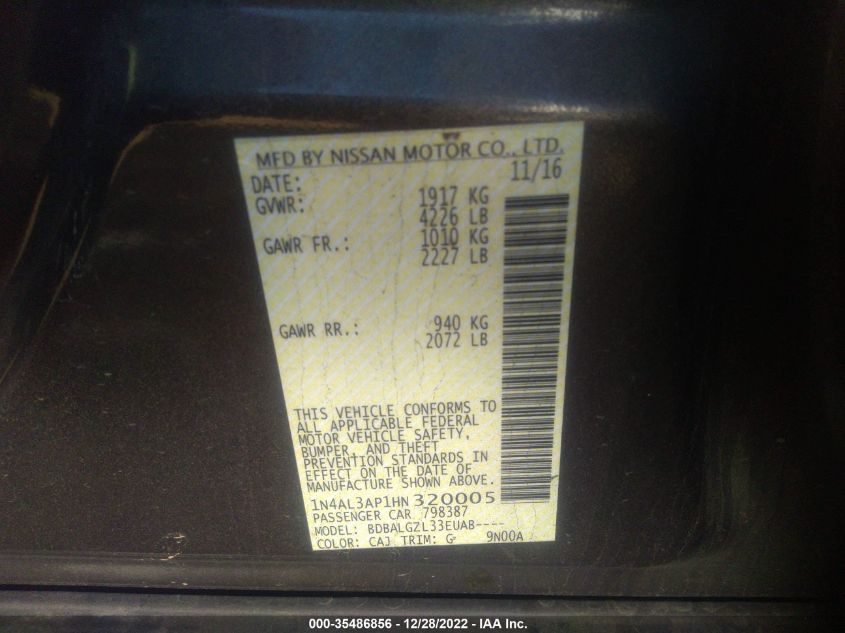 MFD BY NISSAN MOTOR CO., LTD.
DATE: 11/16
GVWR: 1917 KG
4226 LB
GAWR FR.: 1010 KG
2227 LB
GAWR RR.: 940 KG
2072 LB
THIS VEHICLE CONFORMS TO
ALL APPLICABLE FEDERAL
MOTOR VEHICLE SAFETY,
BUMPER, AND THEFT
PREVENTION STANDARDS IN
EFFECT ON THE DATE OF
MANUFACTURE SHOWN ABOVE.
1N4AL3AP1HN320005
PASSENGER CAR 798387
MODEL: BDBALGZL33EUAB----
COLOR: CAJ TRIM: G- 9N00A
000-35486856 - 12/28/2022 - IAA Inc.